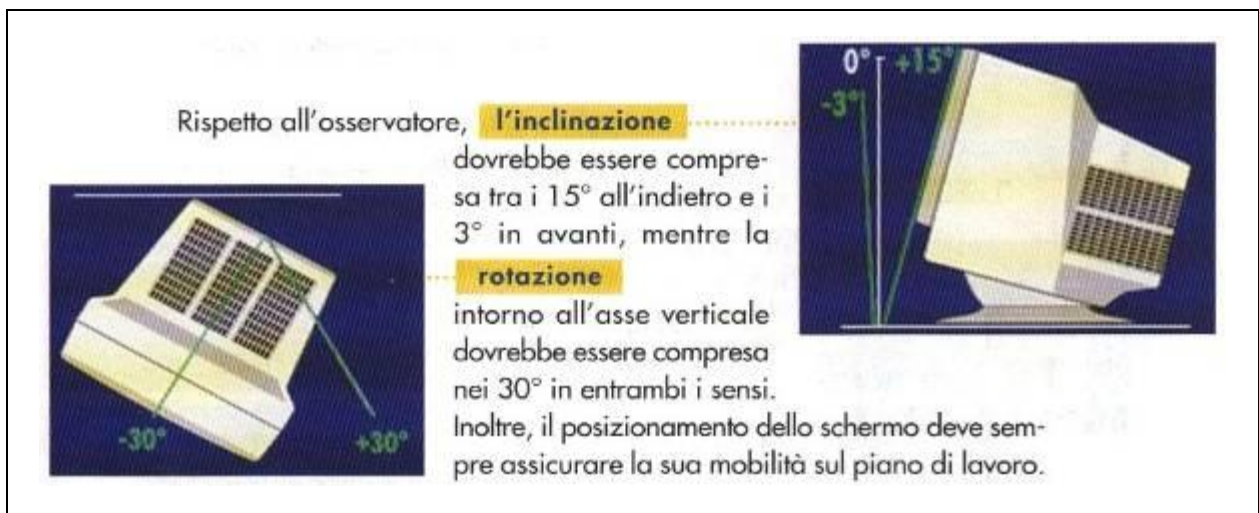 0° +15°
-3°
Rispetto all'osservatore, l'inclinazione
dovrebbe essere compre-
sa tra i 15° all'indietro e i
3° in avanti, mentre la
rotazione
intorno all'asse verticale
dovrebbe essere compresa
nei 30° in entrambi i sensi.
-30° +30°
Inoltre, il posizionamento dello schermo deve sem-
pre assicurare la sua mobilità sul piano di lavoro.